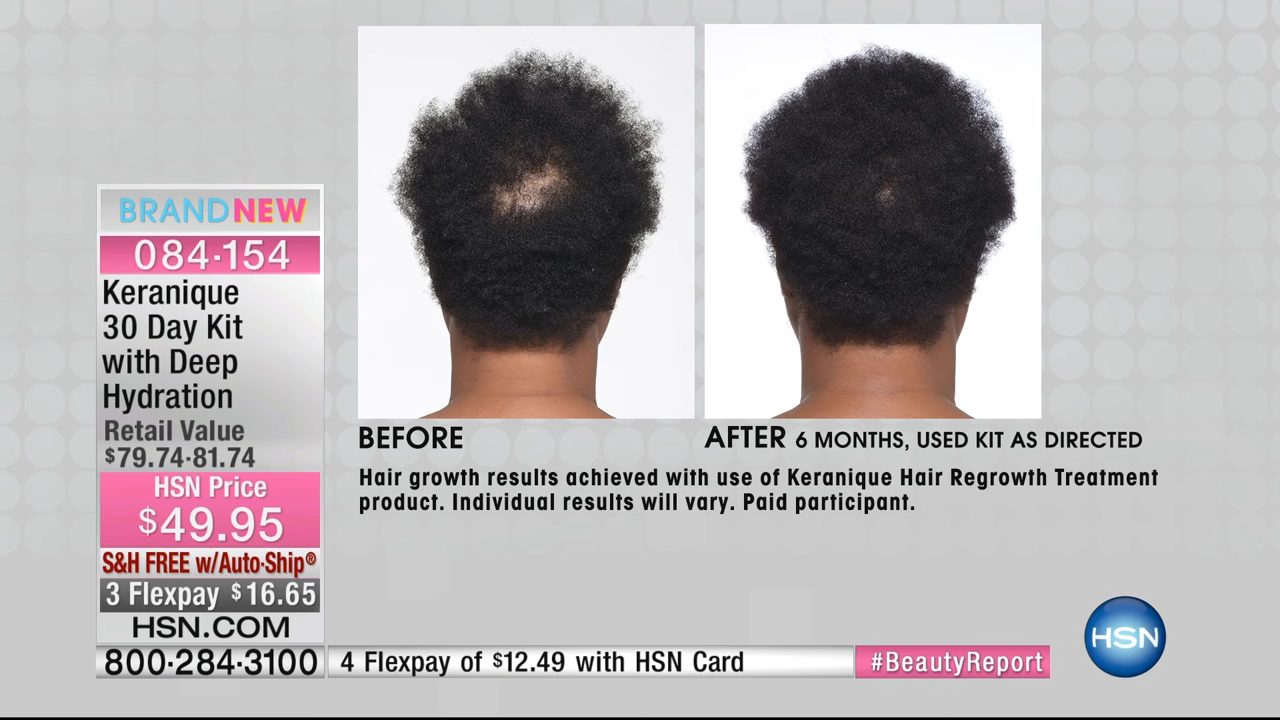 BRAND NEW
084·154
Keranique
30 Day Kit
with Deep
Hydration
Retail Value
$79.74-81.74
HSN Price
$49.95
S&H FREE w/Auto-Ship®
3 Flexpay $16.65
HSN.COM
800·284·3100
BEFORE
AFTER 6 MONTHS, USED KIT AS DIRECTED
Hair growth results achieved with use of Keranique Hair Regrowth Treatment
product. Individual results will vary. Paid participant.
4 Flexpay of $12.49 with HSN Card
#BeautyReport
HSN